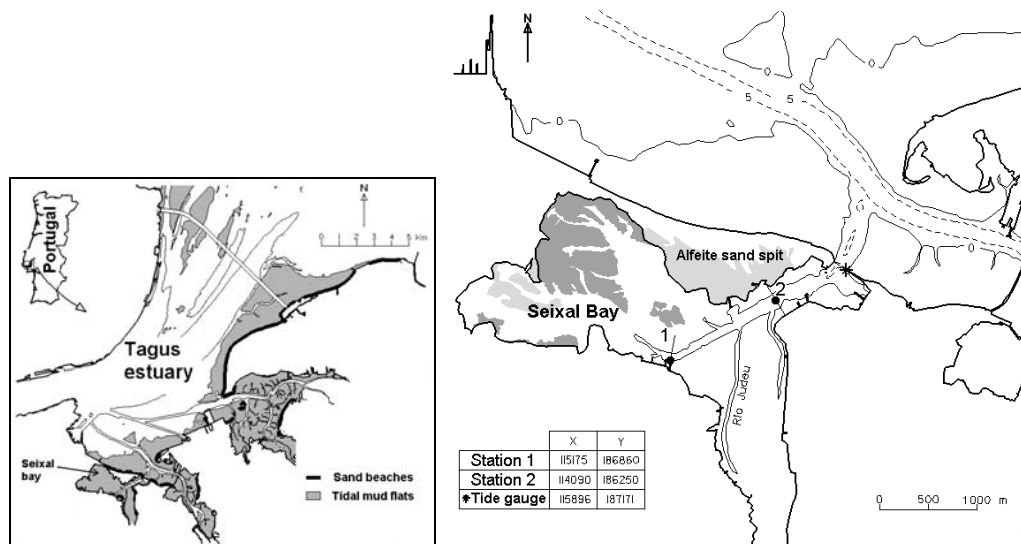 Portugal
N
0 1 2 3 4 5 Km
Tagus
estuary
Seixal
bay
Sand beaches
Tidal mud flats
N
0
0
5
5
0
0
Alfeite sand spit
2
Seixal Bay
1
Rio Judeu
X Y
Station 1 115175 186860
Station 2 114090 186250
Tide gauge 115896 187171
0 500 1000 m